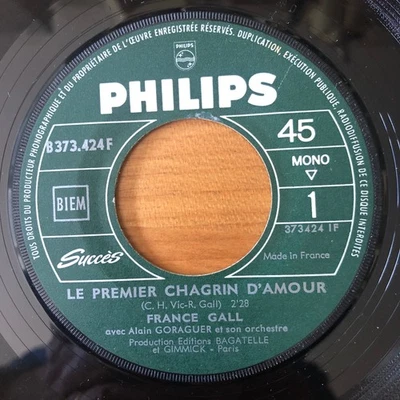 TOUS DROITS DU PRODUCTEUR PHONOGRAPHIQUE ET DU PROPRIÉTAIRE DE L'ŒUVRE ENREGISTRÉE RÉSERVÉS. DUPLICATION, EXÉCUTION PUBLIQUE, RADIODIFFUSION DE CE DISQUE INTERDITES
PHILIPS
PHILIPS
B 373.424 F
45
MONO
BIEM
1
373424 1F
Succès
Made in France
LE PREMIER CHAGRIN D'AMOUR
(C. H. Vic-R. Gall) 2'28
FRANCE GALL
avec Alain GORAGUER et son orchestre
Production Editions BAGATELLE
et GIMMICK - Paris